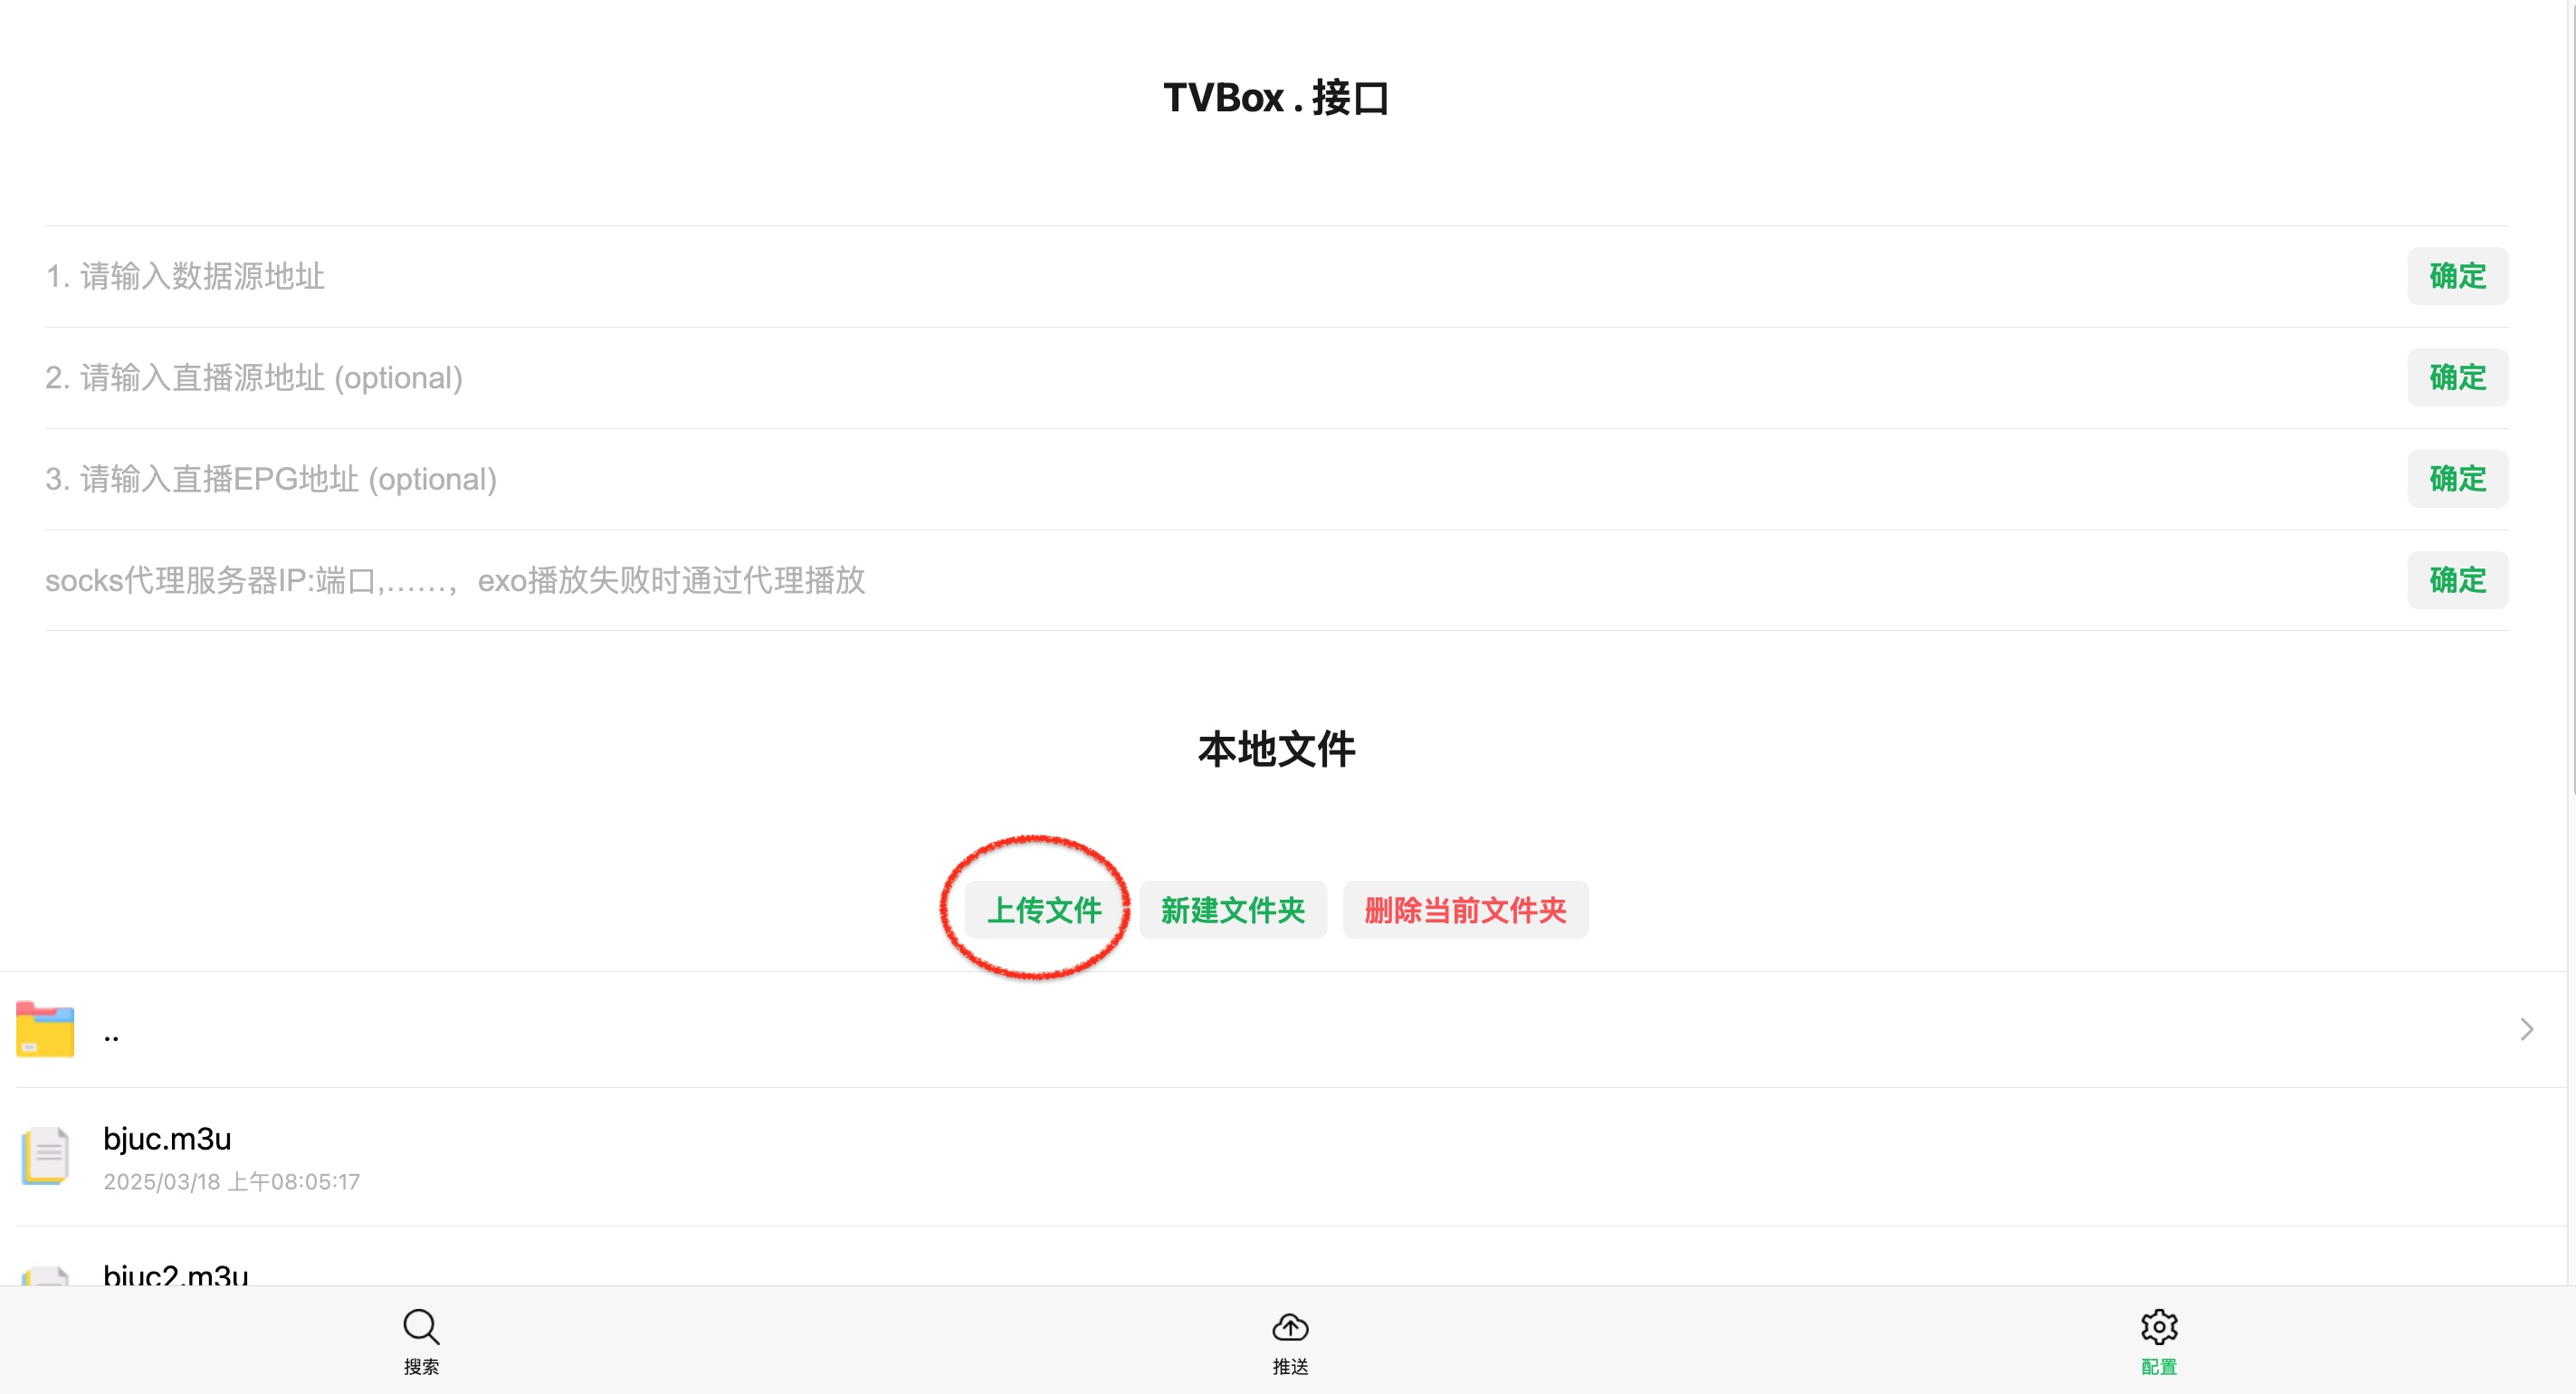 TVBox . 接口
1. 请输入数据源地址
确定
2. 请输入直播源地址 (optional)
确定
3. 请输入直播EPG地址 (optional)
确定
socks代理服务器IP:端口,……，exo播放失败时通过代理播放
确定
本地文件
上传文件 新建文件夹 删除当前文件夹
..
bjuc.m3u
2025/03/18 上午08:05:17
bjuc2.m3u
搜索 推送 配置